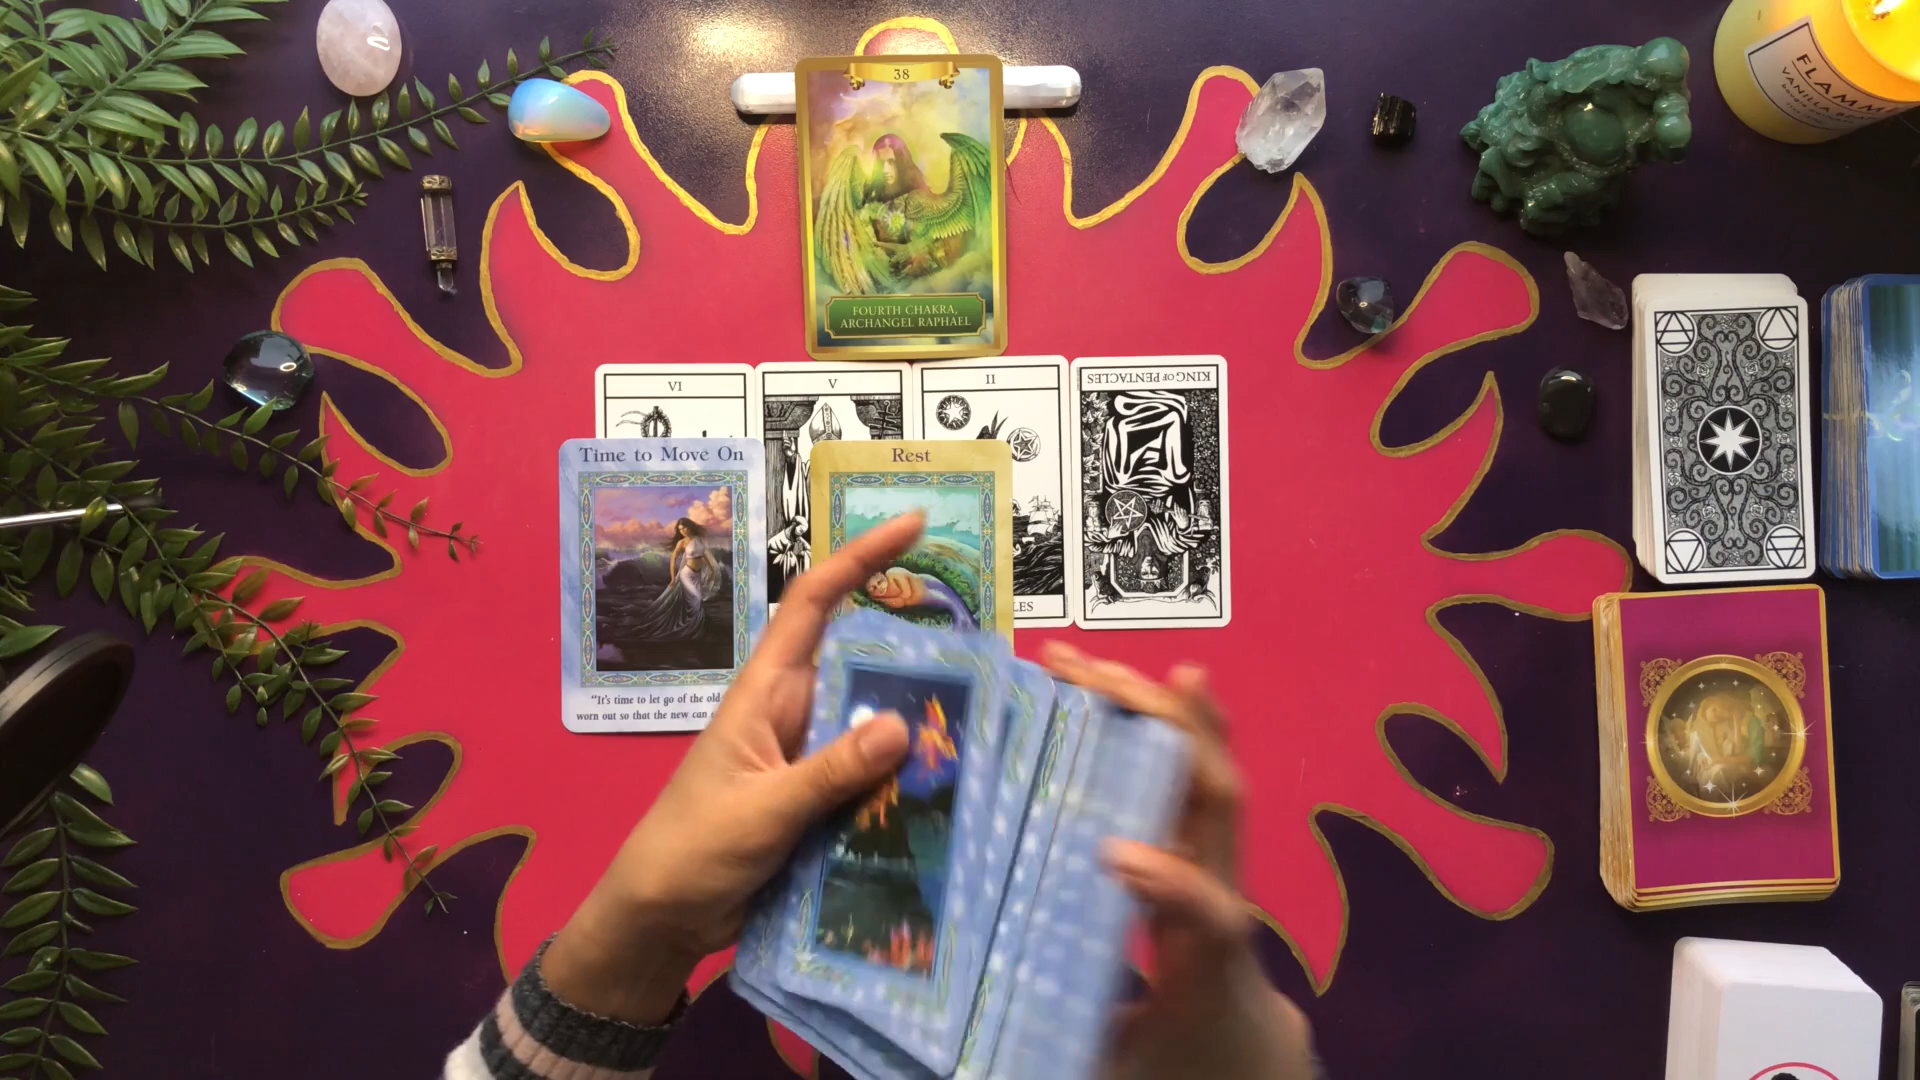 38
FOURTH CHAKRA,
ARCHANGEL RAPHAEL
VI
V
II
KING OF PENTACLES
LES
Time to Move On
Rest
"It's time to let go of the old
worn out so that the new can
FLAMM
VANILLA BEAN